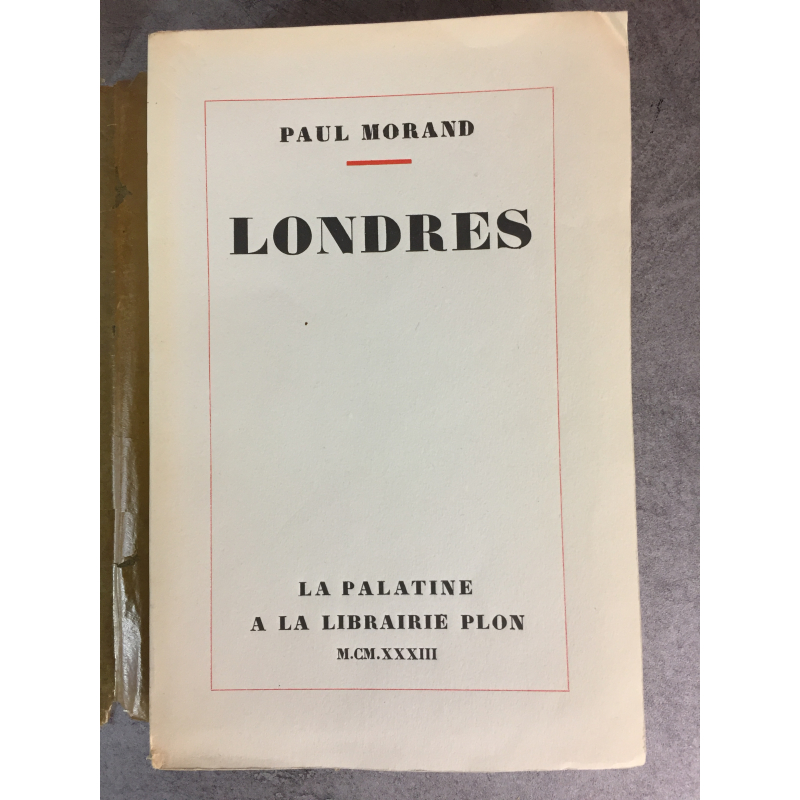 PAUL MORAND
LONDRES
LA PALATINE
A LA LIBRAIRIE PLON
M.CM.XXXIII